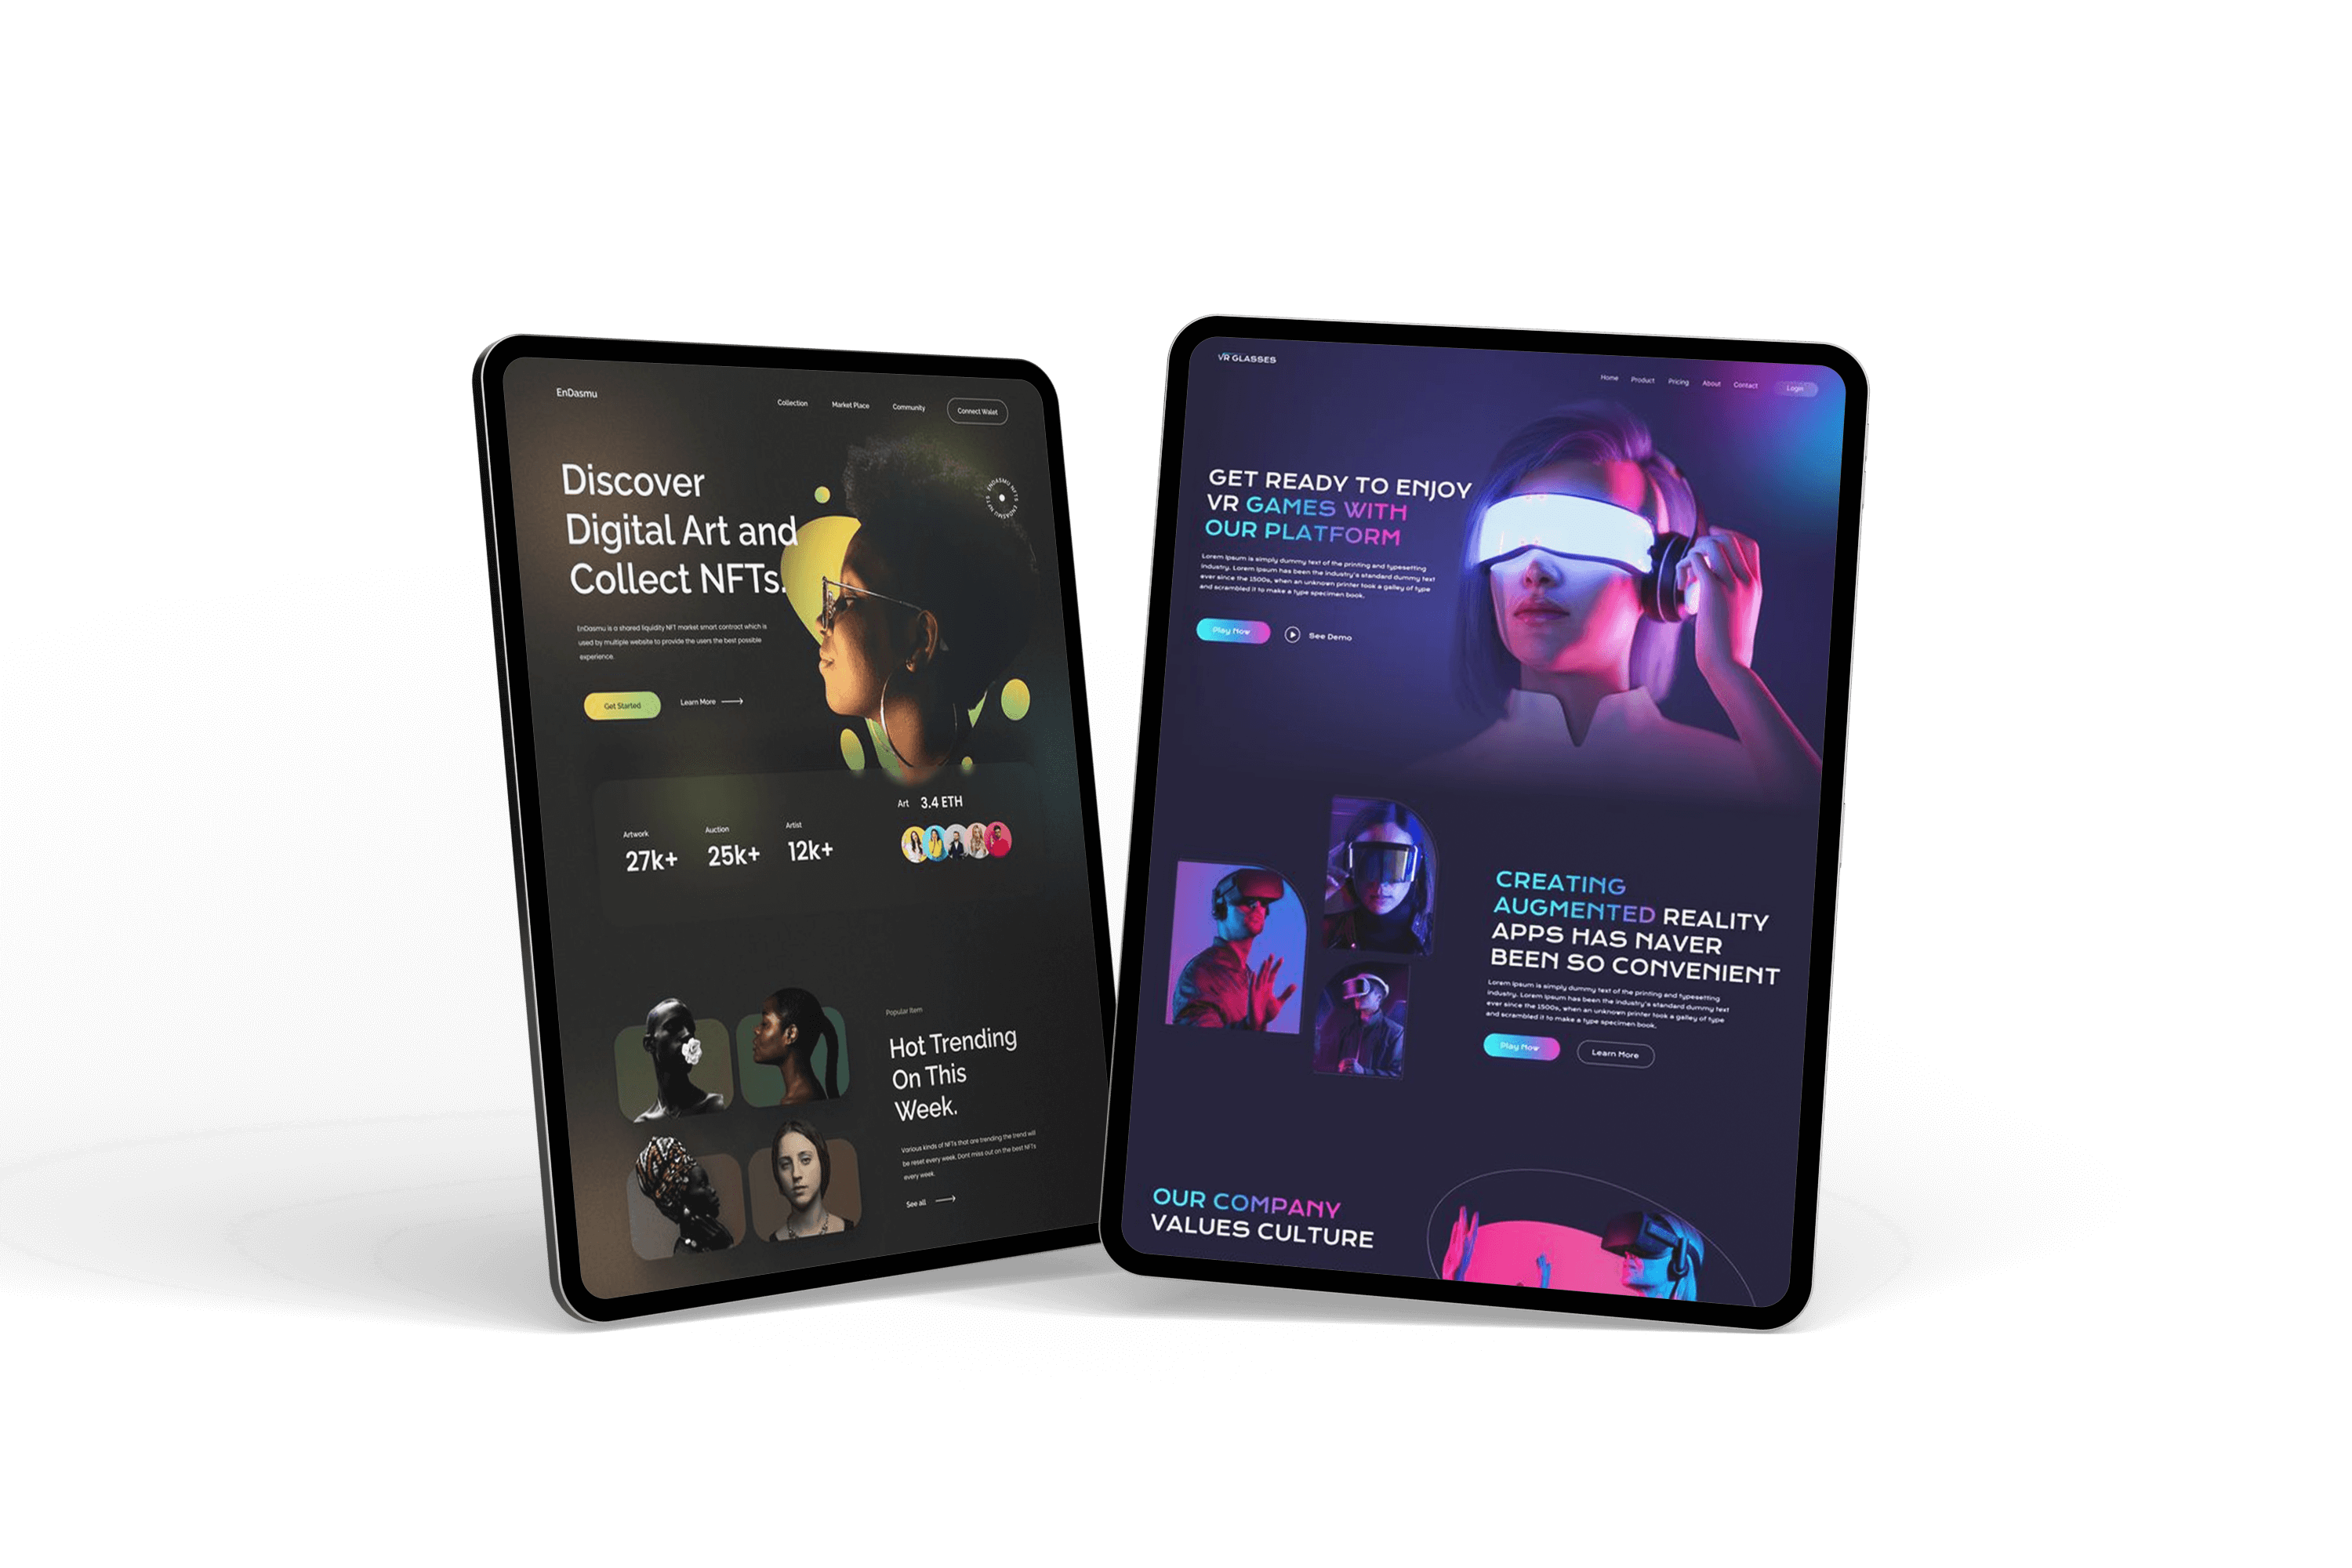 EnDasmu
Collection
Market Place
Community
Connect Walet
Discover
Digital Art and
Collect NFTs.
EnDasmu is a shared liquidity NFT market smart contract which is
used by multiple website to provide the users the best possible
experience.
Get Started
Learn More
Artwork
27k+
Auction
25k+
Artist
12k+
Art 3.4 ETH
Popular Item
Hot Trending
On This
Week.
Various kinds of NFTs that are trending the trend will
be reset every week. Dont miss out on the best NFTs
every week.
See all
VR GLASSES
Home
Product
Pricing
About
Contact
Login
GET READY TO ENJOY
VR GAMES WITH
OUR PLATFORM
Lorem Ipsum is simply dummy text of the printing and typesetting
industry. Lorem Ipsum has been the industry's standard dummy text
ever since the 1500s, when an unknown printer took a galley of type
and scrambled it to make a type specimen book.
Play Now
See Demo
CREATING
AUGMENTED REALITY
APPS HAS NAVER
BEEN SO CONVENIENT
Lorem Ipsum is simply dummy text of the printing and typesetting
industry. Lorem Ipsum has been the industry's standard dummy text
ever since the 1500s, when an unknown printer took a galley of type
and scrambled it to make a type specimen book.
Play Now
Learn More
OUR COMPANY
VALUES CULTURE